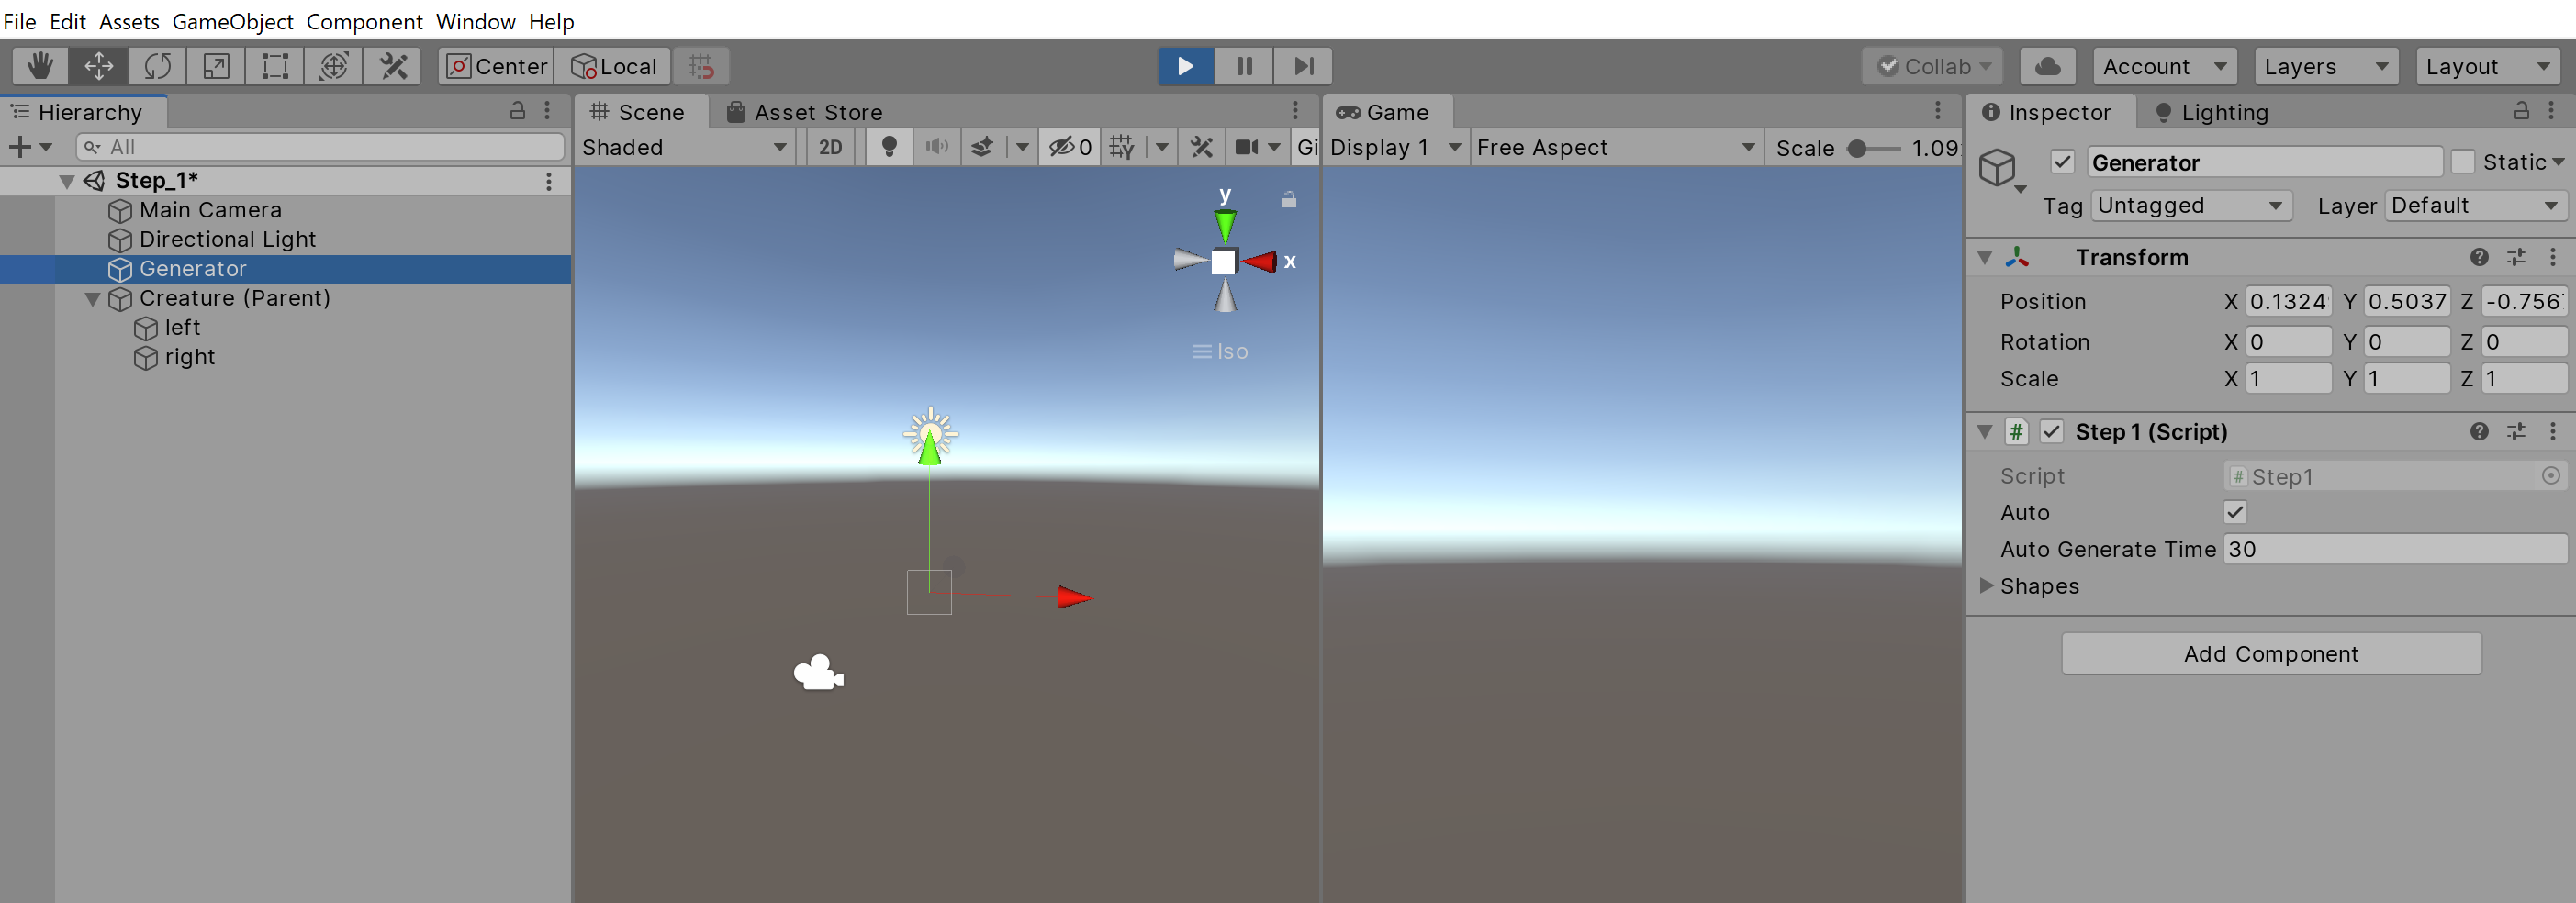 File Edit Assets GameObject Component Window Help
Center Local Collab Account Layers Layout
Hierarchy
All
Step_1*
Main Camera
Directional Light
Generator
Creature (Parent)
left
right
Scene Asset Store
Shaded 2D 0 Gi
y
x
Iso
Game
Display 1 Free Aspect Scale 1.09
Inspector Lighting
Generator Static
Tag Untagged Layer Default
Transform
Position X 0.1324 Y 0.5037 Z -0.756
Rotation X 0 Y 0 Z 0
Scale X 1 Y 1 Z 1
# Step 1 (Script)
Script # Step1
Auto
Auto Generate Time 30
Shapes
Add Component